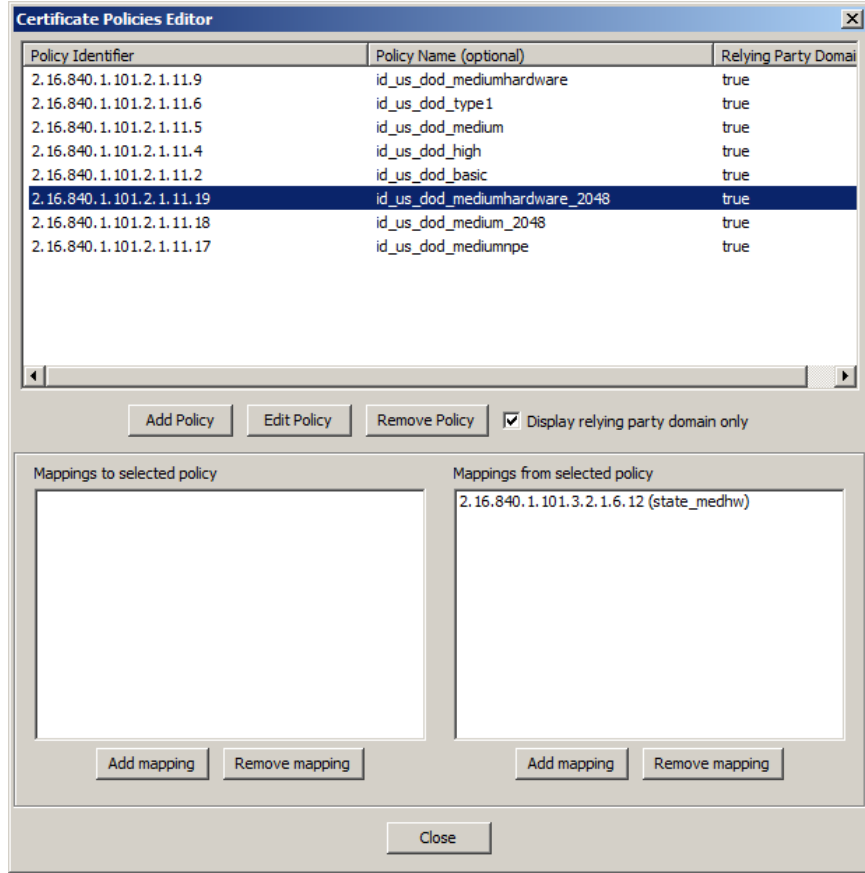 Certificate Policies Editor
Policy Identifier Policy Name (optional) Relying Party Domai
2.16.840.1.101.2.1.11.9 id_us_dod_mediumhardware true
2.16.840.1.101.2.1.11.6 id_us_dod_type1 true
2.16.840.1.101.2.1.11.5 id_us_dod_medium true
2.16.840.1.101.2.1.11.4 id_us_dod_high true
2.16.840.1.101.2.1.11.2 id_us_dod_basic true
2.16.840.1.101.2.1.11.19 id_us_dod_mediumhardware_2048 true
2.16.840.1.101.2.1.11.18 id_us_dod_medium_2048 true
2.16.840.1.101.2.1.11.17 id_us_dod_mediumnpe true
Add Policy Edit Policy Remove Policy Display relying party domain only
Mappings to selected policy Mappings from selected policy
2.16.840.1.101.3.2.1.6.12 (state_medhw)
Add mapping Remove mapping Add mapping Remove mapping
Close